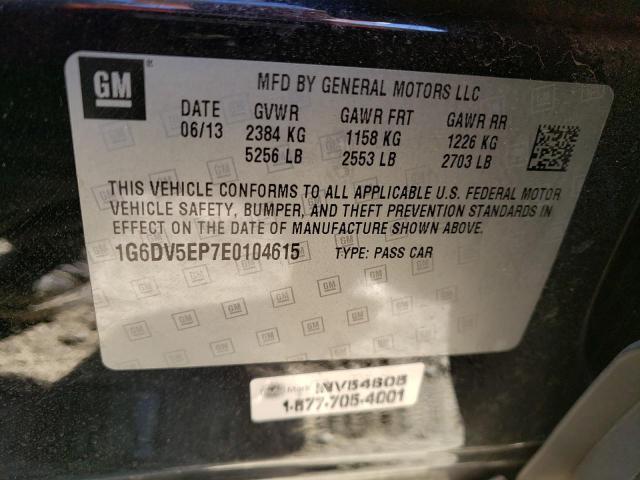 GM
MFD BY GENERAL MOTORS LLC
DATE GVWR GAWR FRT GAWR RR
06/13 2384 KG 1158 KG 1226 KG
5256 LB 2553 LB 2703 LB
THIS VEHICLE CONFORMS TO ALL APPLICABLE U.S. FEDERAL MOTOR
VEHICLE SAFETY, BUMPER, AND THEFT PREVENTION STANDARDS IN
EFFECT ON THE DATE OF MANUFACTURE SHOWN ABOVE.
1G6DV5EP7E0104615 TYPE: PASS CAR
1-877-705-4001